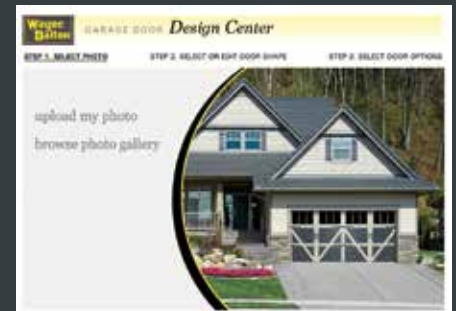 Wayne
Dalton
GARAGE DOOR Design Center
STEP 1. SELECT PHOTO
STEP 2. SELECT OR EDIT DOOR SHAPE
STEP 3. SELECT DOOR OPTIONS
upload my photo
browse photo gallery